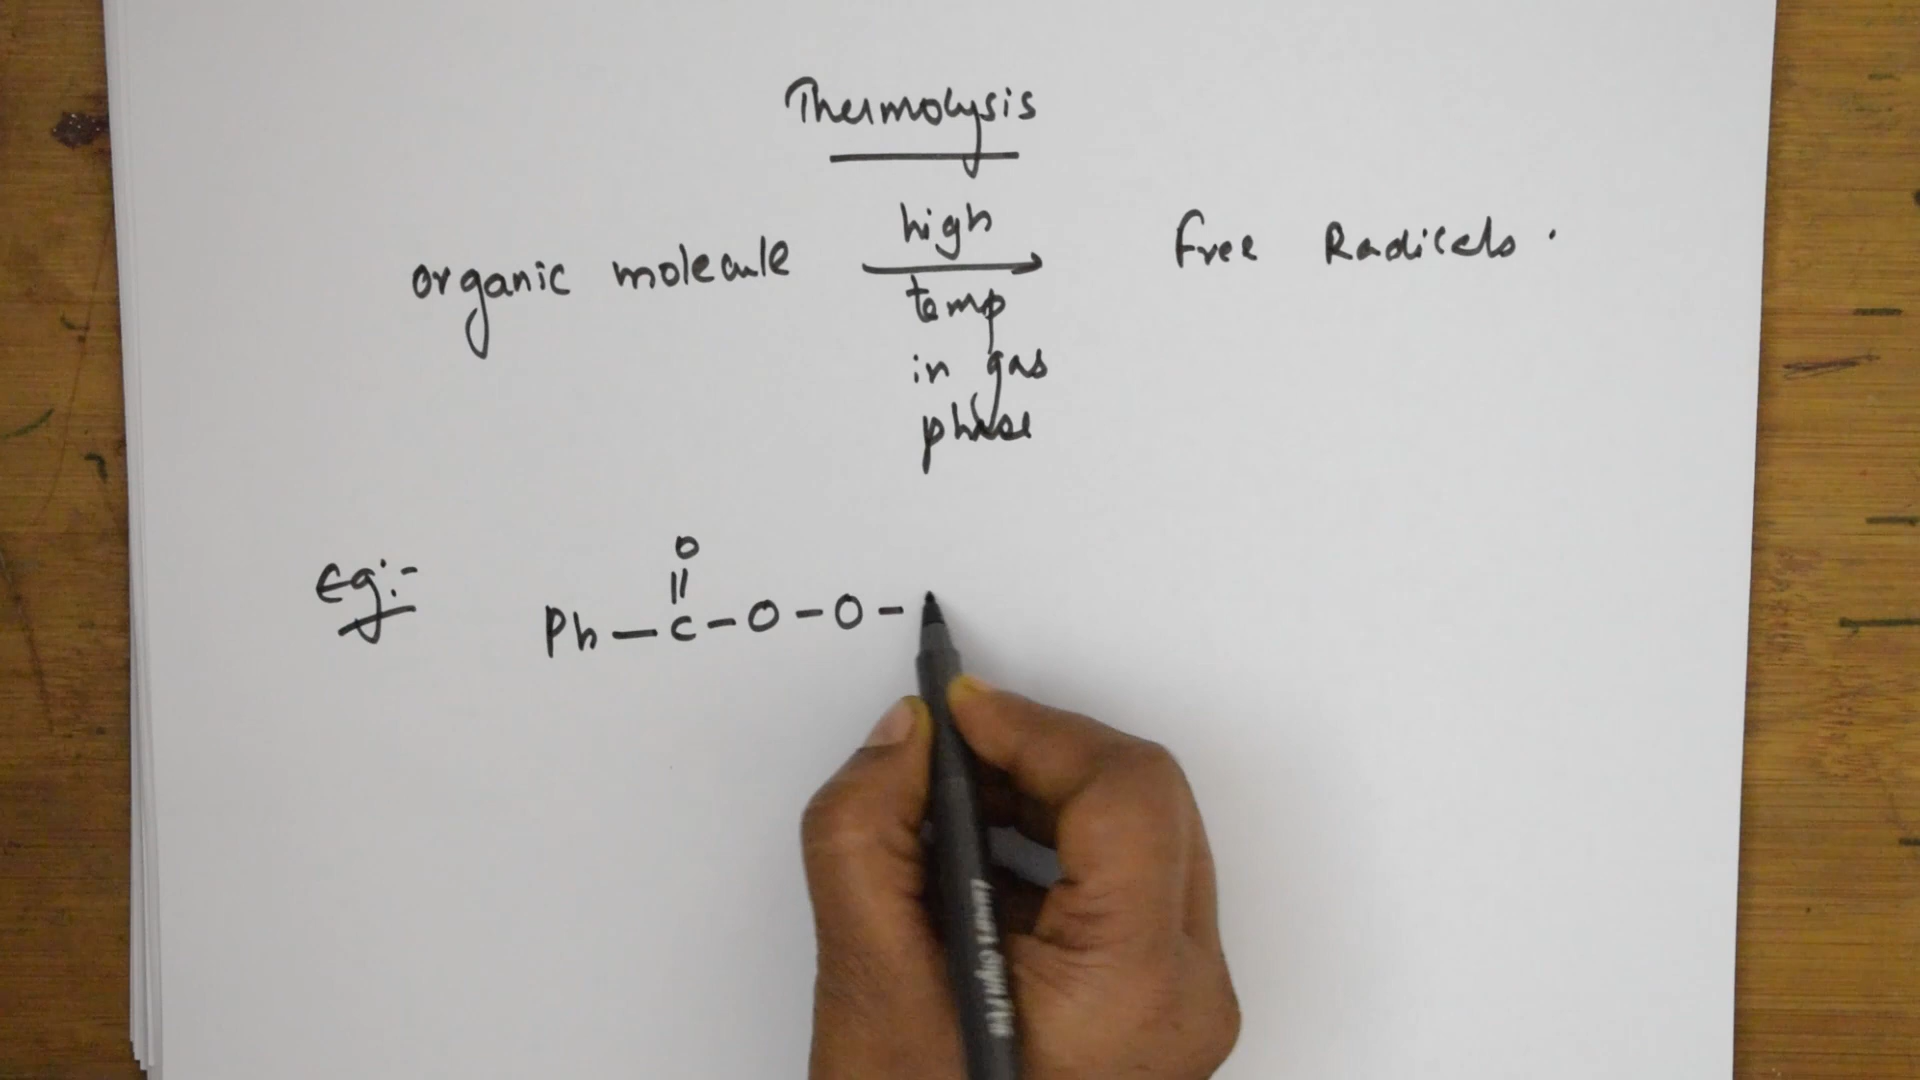 Thermolysis
high
organic molecule → Free Radicals.
temp
in gas
phase
O
||
Eg:- Ph-C-O-O-